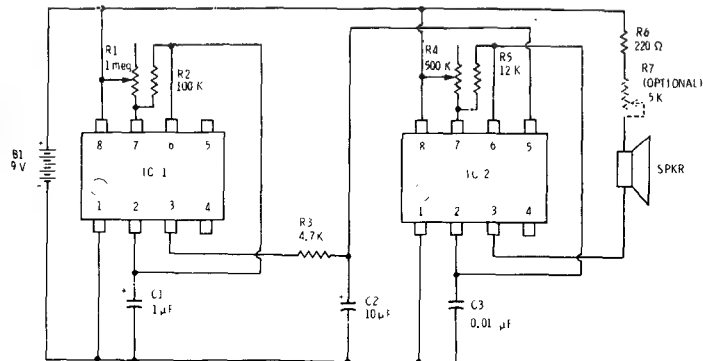 R1
1 meg
R2
100 K
R4
500 K
R5
12 K
R6
220 Ω
R7
(OPTIONAL)
5 K
B1
9 V
+
-
8 7 6 5
IC 1
1 2 3 4
8 7 6 5
IC 2
1 2 3 4
SPKR
R3
4.7K
+
C1
1 µF
+
C2
10 µF
C3
0.01 µF